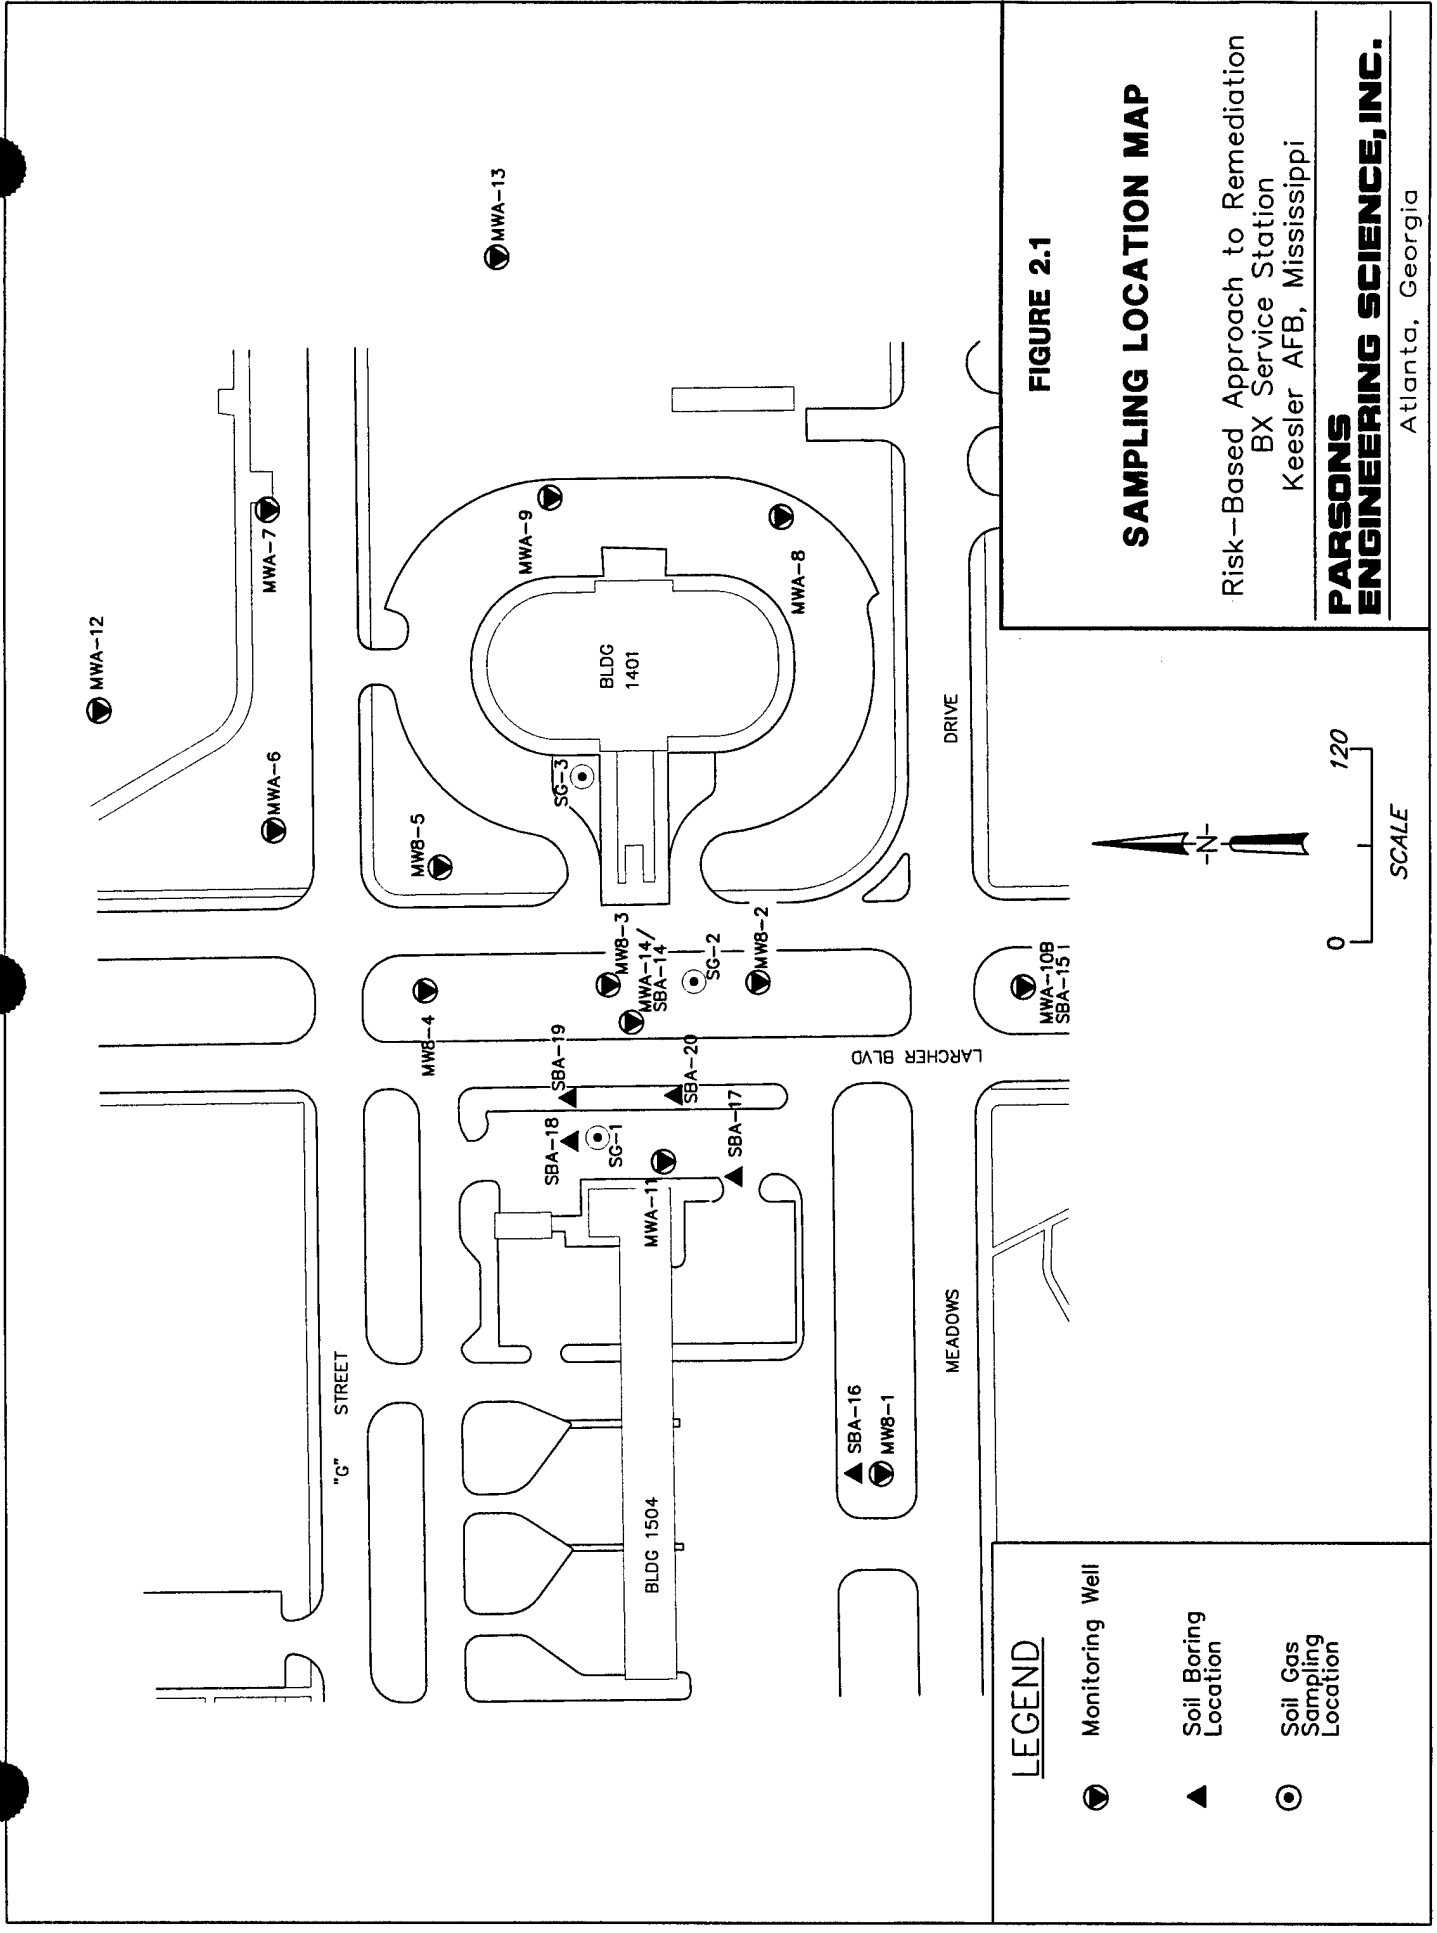 MWA-12
MWA-7
MWA-13
MWA-6
"G"
STREET
MW8-5
MW8-4
MWA-9
SG-3
BLDG
1401
MWA-8
MW8-3
MWA-14/
SBA-14
SG-2
MW8-2
SBA-19
SBA-18
SG-1
SBA-20
MWA-11
SBA-17
BLDG 1504
LARCHER BLVD
SBA-16
MW8-1
MEADOWS
DRIVE
MWA-10B
SBA-15
LEGEND
Monitoring Well
Soil Boring
Location
Soil Gas
Sampling
Location
-N-
0
120
SCALE
FIGURE 2.1
SAMPLING LOCATION MAP
Risk-Based Approach to Remediation
BX Service Station
Keesler AFB, Mississippi
PARSONS
ENGINEERING SCIENCE, INC.
Atlanta, Georgia